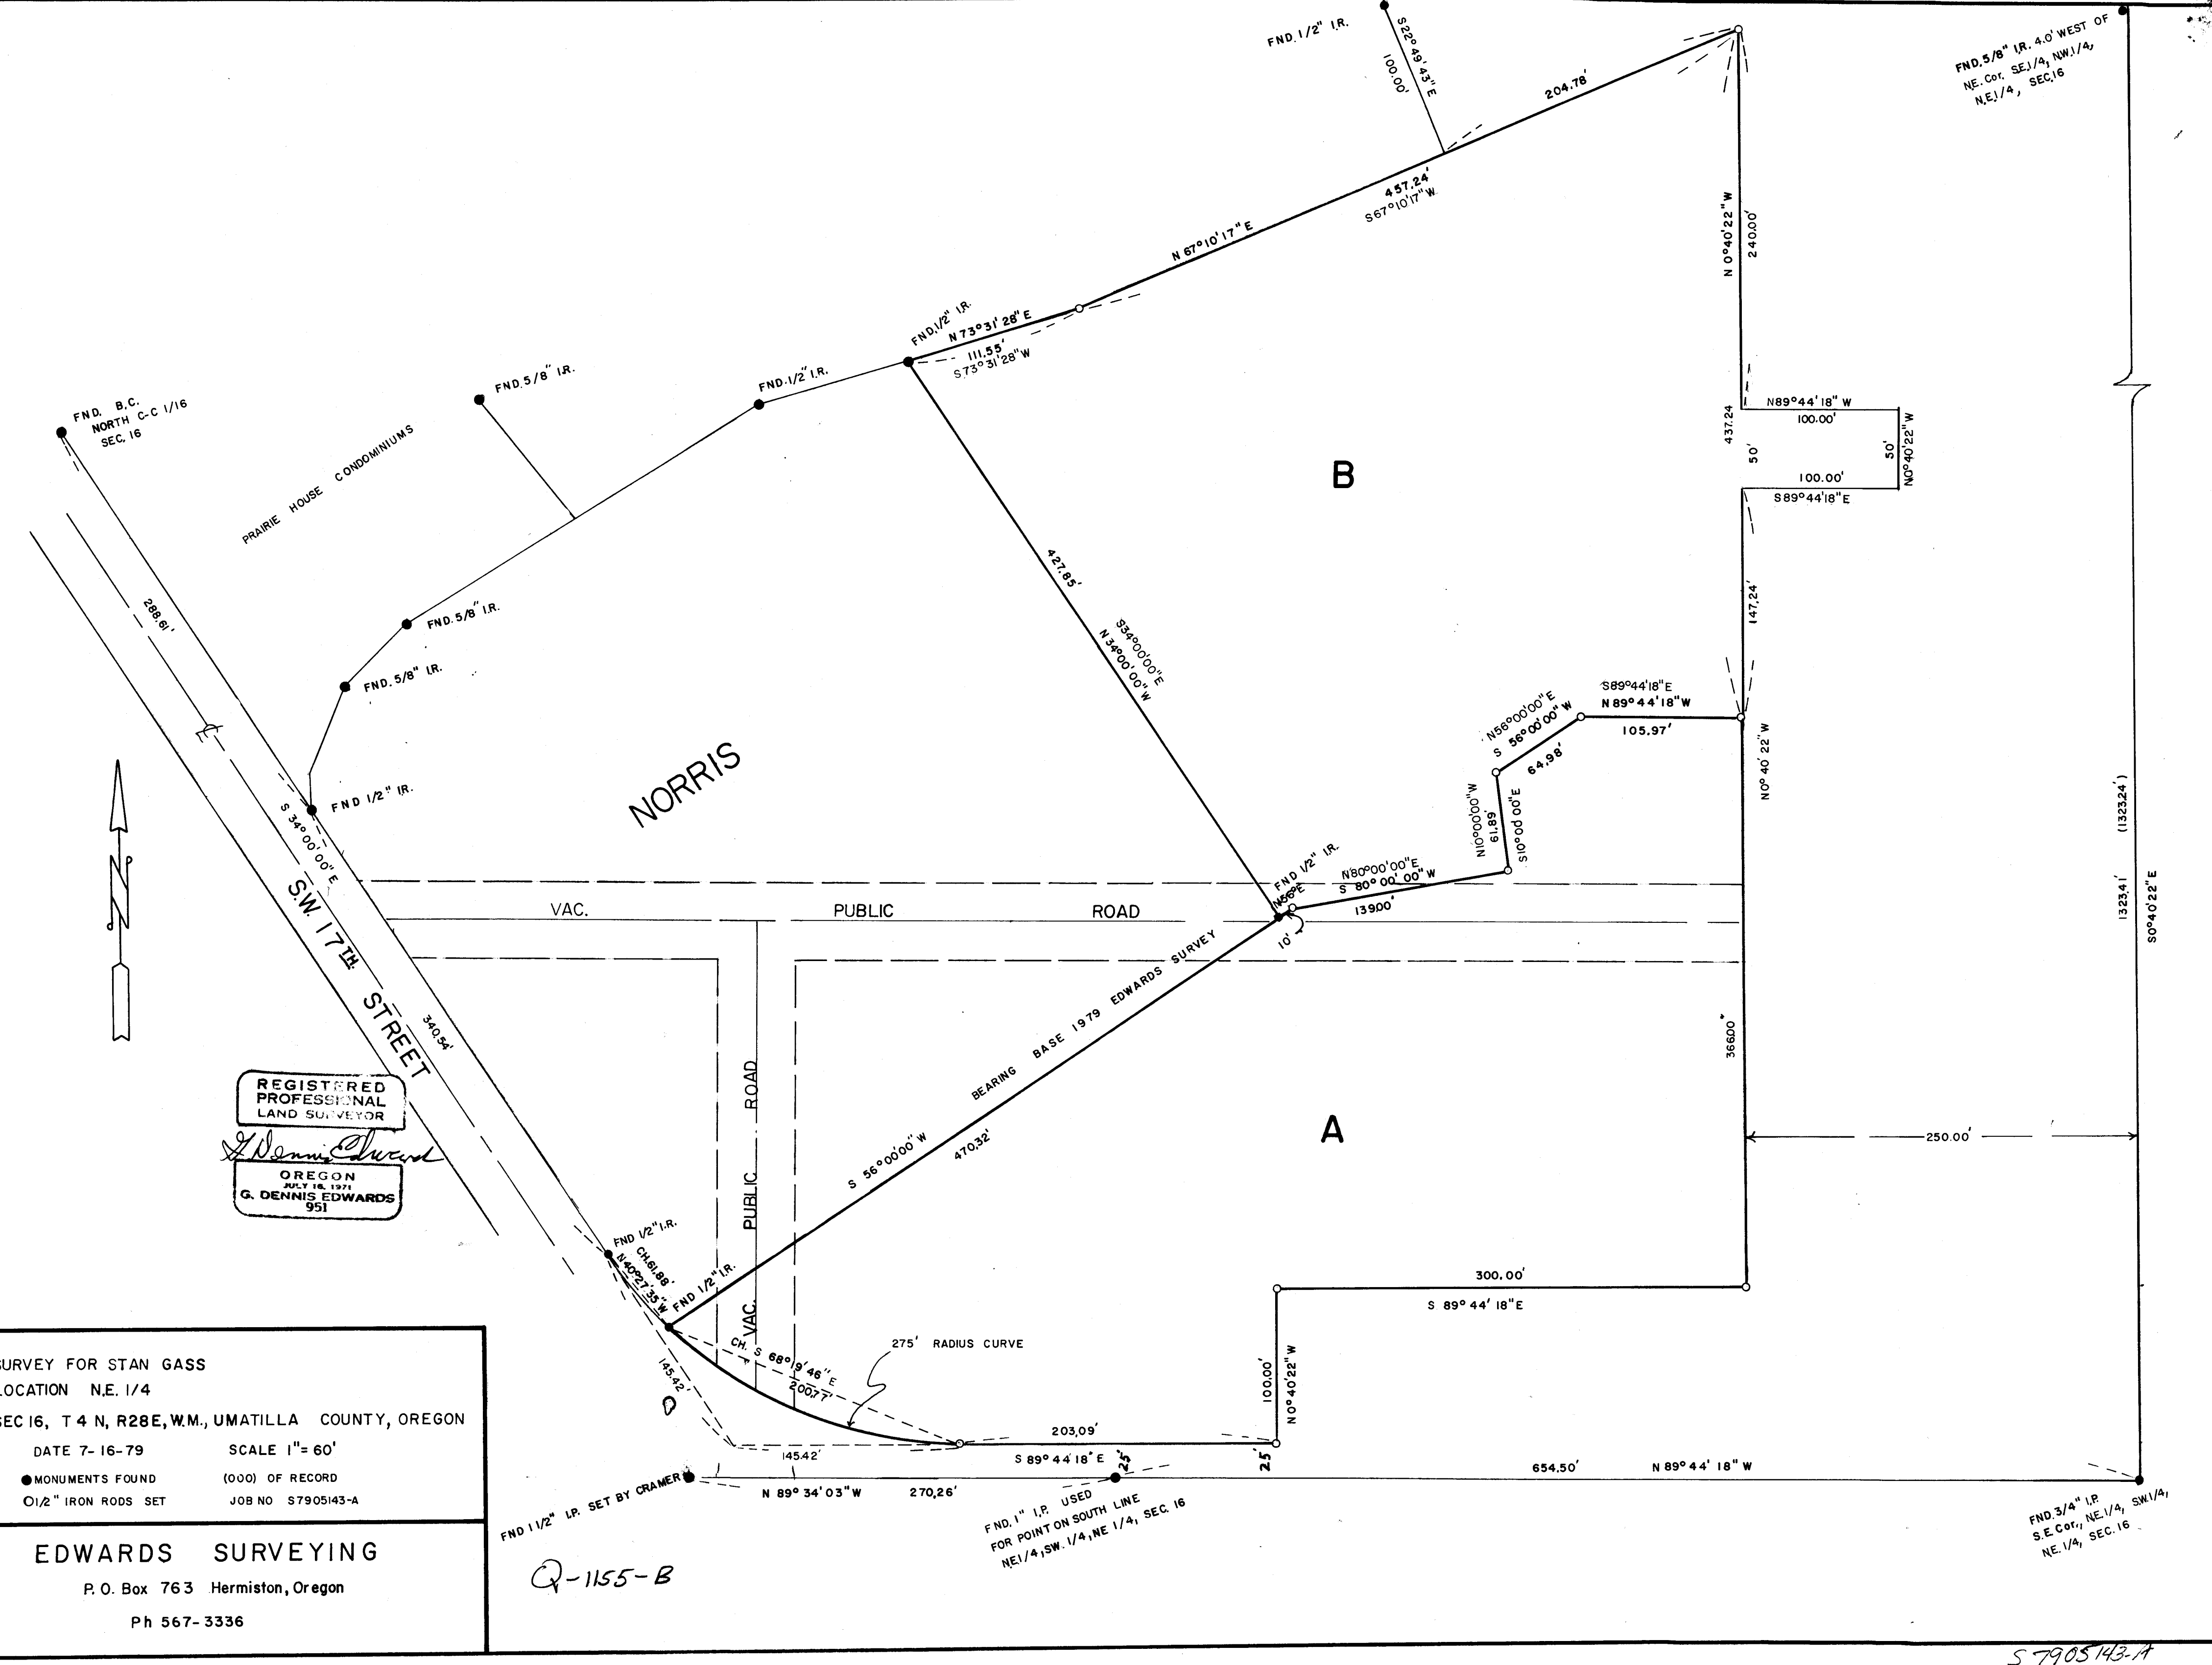 FND. 1/2" I.R.
S22°49'43"E
100.00'
204.78'
FND. 5/8" I.R. 4.0' WEST OF
N.E. Cor. S.E.1/4, N.W.1/4,
N.E.1/4, SEC.16
457.24'
S67°10'17"W
N 67°10'17"E
N 0°40'22"W
240.00'
FND. 1/2" I.R.
N 73°31'28"E
111.55'
S.73°31'28"W
FND. 1/2" I.R.
FND. 5/8" I.R.
FND. B.C.
NORTH C-C 1/16
SEC. 16
PRAIRIE HOUSE CONDOMINIUMS
N89°44'18" W
100.00'
437.24
50'
50'
N0°40'22"W
100.00'
S89°44'18"E
B
427.85'
S34°00'00"E
N 34°00'00"W
147.24'
288.61'
FND. 5/8" I.R.
FND. 5/8" I.R.
S89°44'18"E
N 89°44'18"W
105.97'
N56°00'00"E
S 56°00'00"W
64.98'
N10°00'00"W
61.89'
S10°00'00"E
N0°40'22"W
(1323.24')
1323.41'
S0°40'22"E
NORRIS
FND 1/2" I.R.
S 34°00'00"E
FND 1/2" I.R.
N56°E
N80°00'00"E
S 80°00'00"W
139.00'
10'
VAC. PUBLIC ROAD
S.W. 17TH. STREET
340.54'
BEARING BASE 1979 EDWARDS SURVEY
S 56°00'00"W
470.32'
VAC. PUBLIC ROAD
366.00'
A
250.00'
REGISTERED
PROFESSIONAL
LAND SURVEYOR
G Dennis Edwards
OREGON
JULY 16, 1971
G. DENNIS EDWARDS
951
FND 1/2" I.R.
CH.61.88'
N 40°27'35"W
FND 1/2" I.R.
300.00'
S 89°44'18"E
275' RADIUS CURVE
CH. S 68°19'46"E
200.77'
145.42'
100.00'
N0°40'22"W
203.09'
S 89°44'18"E
25'
25'
145.42'
654.50' N 89°44'18"W
N 89°34'03"W 270.26'
FND 1 1/2" I.P. SET BY CRAMER
FND. 1" I.P. USED
FOR POINT ON SOUTH LINE
N.E.1/4, SW. 1/4, NE 1/4, SEC. 16
FND. 3/4" I.P.
S.E. Cor., N.E.1/4, S.W.1/4,
N.E. 1/4, SEC. 16
SURVEY FOR STAN GASS
LOCATION N.E. 1/4
SEC 16, T 4 N, R28E, W.M., UMATILLA COUNTY, OREGON
DATE 7-16-79 SCALE 1"=60'
MONUMENTS FOUND (000) OF RECORD
1/2" IRON RODS SET JOB NO S7905143-A
EDWARDS SURVEYING
P.O. Box 763 Hermiston, Oregon
Ph 567-3336
Q-1155-B
S 7905143-A